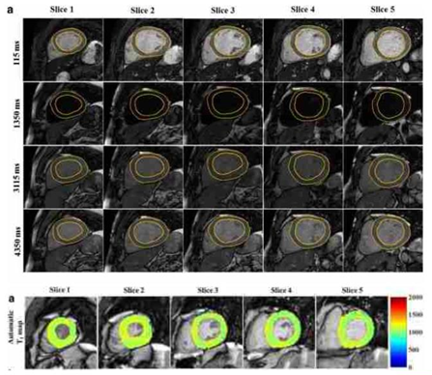 a
Slice 1 Slice 2 Slice 3 Slice 4 Slice 5
115 ms
1350 ms
3115 ms
4350 ms
a
Slice 1 Slice 2 Slice 3 Slice 4 Slice 5
Automatic
T1 map
2000
1500
1000
500
0